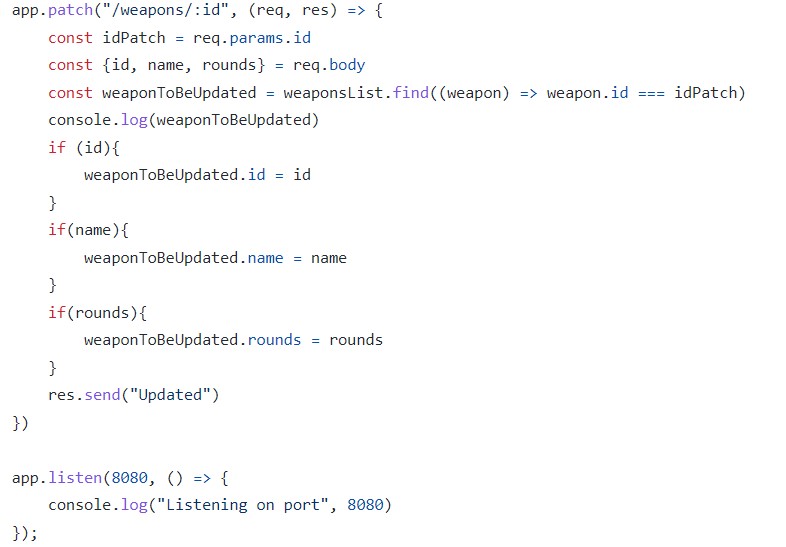 app.patch("/weapons/:id", (req, res) => {
    const idPatch = req.params.id
    const {id, name, rounds} = req.body
    const weaponToBeUpdated = weaponsList.find((weapon) => weapon.id === idPatch)
    console.log(weaponToBeUpdated)
    if (id){
        weaponToBeUpdated.id = id
    }
    if(name){
        weaponToBeUpdated.name = name
    }
    if(rounds){
        weaponToBeUpdated.rounds = rounds
    }
    res.send("Updated")
})

app.listen(8080, () => {
    console.log("Listening on port", 8080)
});